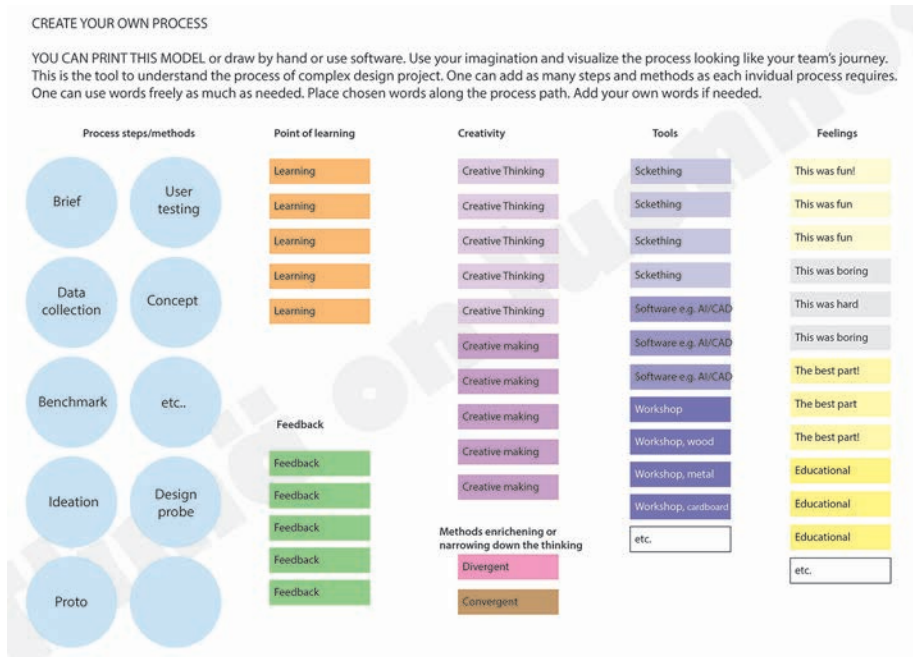 CREATE YOUR OWN PROCESS
YOU CAN PRINT THIS MODEL or draw by hand or use software. Use your imagination and visualize the process looking like your team's journey.
This is the tool to understand the process of complex design project. One can add as many steps and methods as each invidual process requires.
One can use words freely as much as needed. Place chosen words along the process path. Add your own words if needed.
Process steps/methods
Brief
User
testing
Data
collection
Concept
Benchmark
etc..
Ideation
Design
probe
Proto
Point of learning
Learning
Learning
Learning
Learning
Learning
Feedback
Feedback
Feedback
Feedback
Feedback
Feedback
Creativity
Creative Thinking
Creative Thinking
Creative Thinking
Creative Thinking
Creative Thinking
Creative making
Creative making
Creative making
Creative making
Creative making
Methods enrichening or
narrowing down the thinking
Divergent
Convergent
Tools
Sckething
Sckething
Sckething
Sckething
Software e.g. AI/CAD
Software e.g. AI/CAD
Software e.g. AI/CAD
Workshop
Workshop, wood
Workshop, metal
Workshop, cardboard
etc.
Feelings
This was fun!
This was fun
This was fun
This was boring
This was hard
This was boring
The best part!
The best part
The best part!
Educational
Educational
Educational
etc.